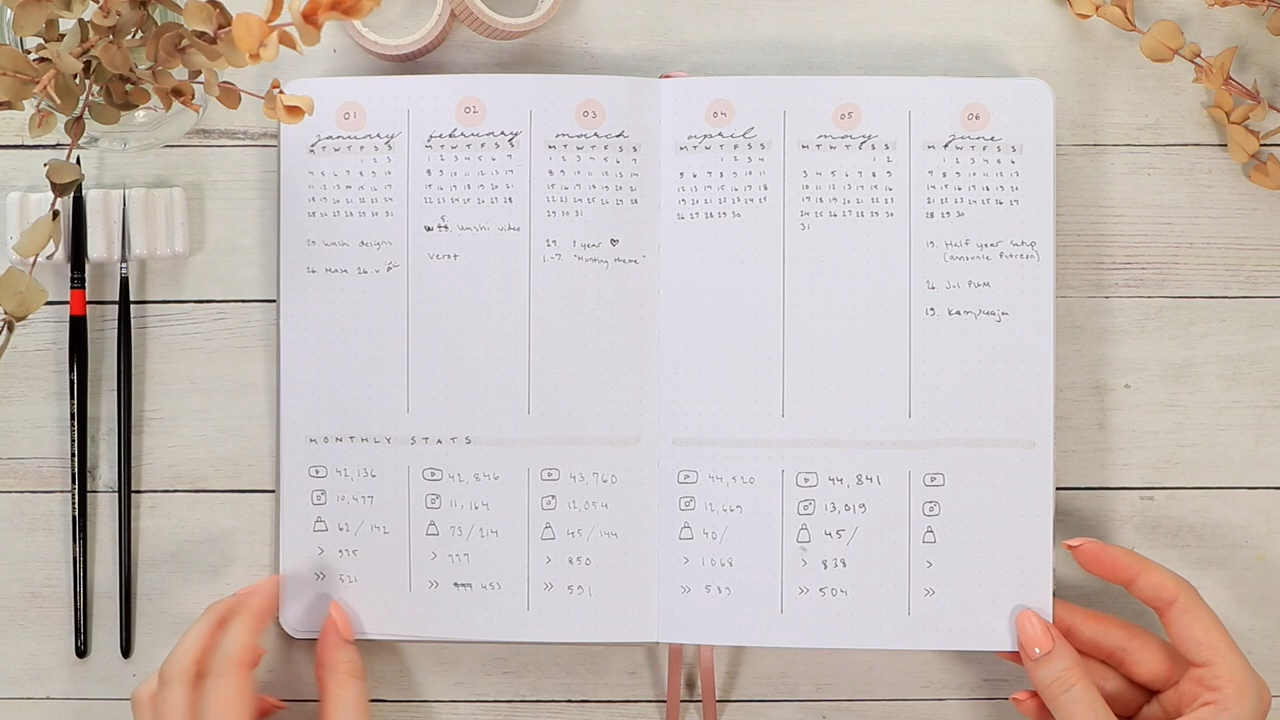 01
january
M T W T F S S
1 2 3
4 5 6 7 8 9 10
11 12 13 14 15 16 17
18 19 20 21 22 23 24
25 26 27 28 29 30 31
washi designs
26.
02
february
M T W T F S S
1 2 3 4 5 6 7
8 9 10 11 12 13 14
15 16 17 18 19 20 21
22 23 24 25 26 27 28
5.
washi video
Verot
03
march
M T W T F S S
1 2 3 4 5 6 7
8 9 10 11 12 13 14
15 16 17 18 19 20 21
22 23 24 25 26 27 28
29 30 31
27. 1 year ♡
1.-7. "Hunting theme"
04
april
M T W T F S S
1 2 3 4
5 6 7 8 9 10 11
12 13 14 15 16 17 18
19 20 21 22 23 24 25
26 27 28 29 30
05
may
M T W T F S S
1 2
3 4 5 6 7 8 9
10 11 12 13 14 15 16
17 18 19 20 21 22 23
24 25 26 27 28 29 30
31
06
june
M T W T F S S
1 2 3 4 5 6
7 8 9 10 11 12 13
14 15 16 17 18 19 20
21 22 23 24 25 26 27
28 29 30
19. Half year setup
(announce Patreon)
26. Jul PWM
19.
MONTHLY STATS
42,136
10,477
62/142
> 975
>> 521
42,846
11,164
73/214
> 777
>> 453
43,760
12,054
45/144
> 850
>> 591
44,520
12,669
40/
> 1068
>> 589
44,841
13,019
45/
> 838
>> 504
>
>>